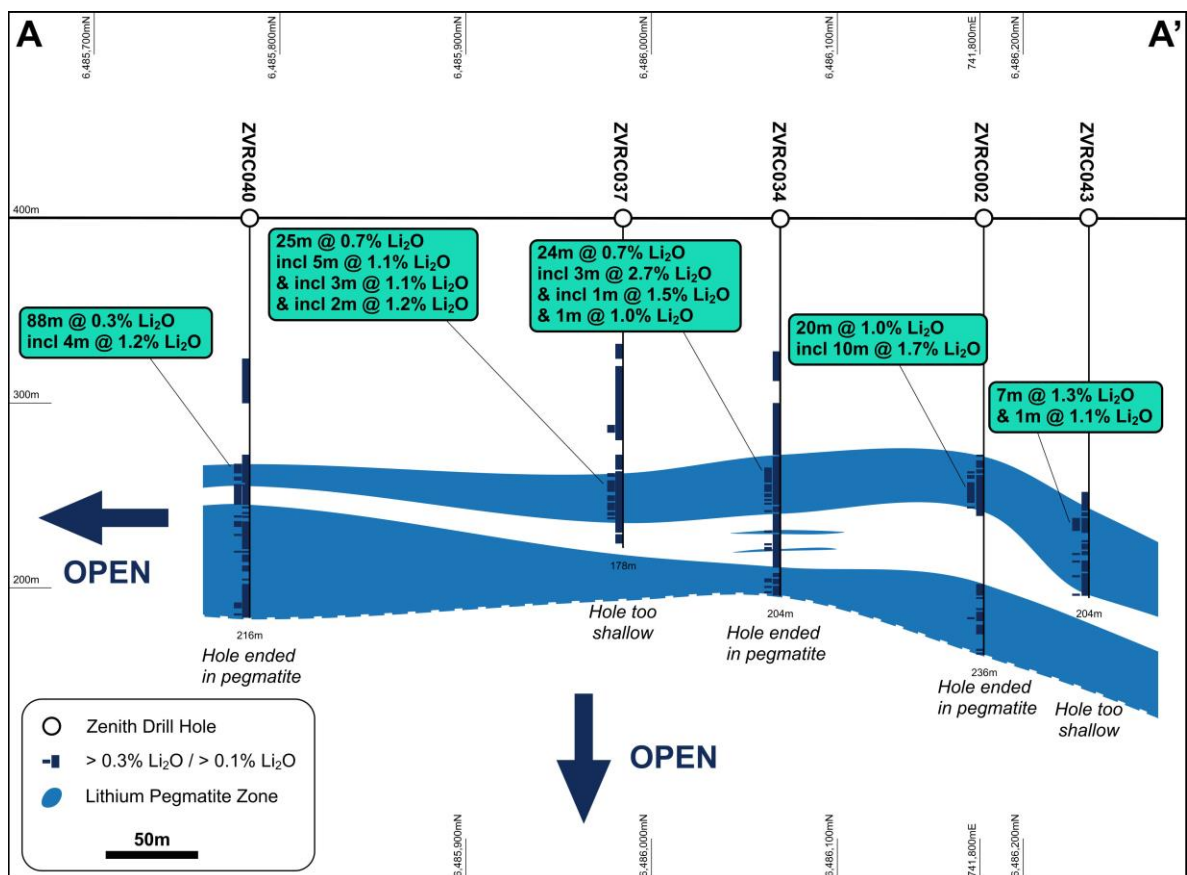 A
A'
6,485,700mN
6,485,800mN
6,485,900mN
6,486,000mN
6,486,100mN
741,800mE
6,486,200mN
ZVRC040
ZVRC037
ZVRC034
ZVRC002
ZVRC043
400m
25m @ 0.7% Li₂O
incl 5m @ 1.1% Li₂O
& incl 3m @ 1.1% Li₂O
& incl 2m @ 1.2% Li₂O
24m @ 0.7% Li₂O
incl 3m @ 2.7% Li₂O
& incl 1m @ 1.5% Li₂O
& 1m @ 1.0% Li₂O
88m @ 0.3% Li₂O
incl 4m @ 1.2% Li₂O
20m @ 1.0% Li₂O
incl 10m @ 1.7% Li₂O
7m @ 1.3% Li₂O
& 1m @ 1.1% Li₂O
300m
OPEN
200m
178m
Hole too
shallow
216m
Hole ended
in pegmatite
204m
Hole ended
in pegmatite
236m
Hole ended
in pegmatite
204m
Hole too
shallow
Zenith Drill Hole
> 0.3% Li₂O / > 0.1% Li₂O
Lithium Pegmatite Zone
50m
OPEN
6,485,900mN
6,486,000mN
6,486,100mN
741,800mE
6,486,200mN